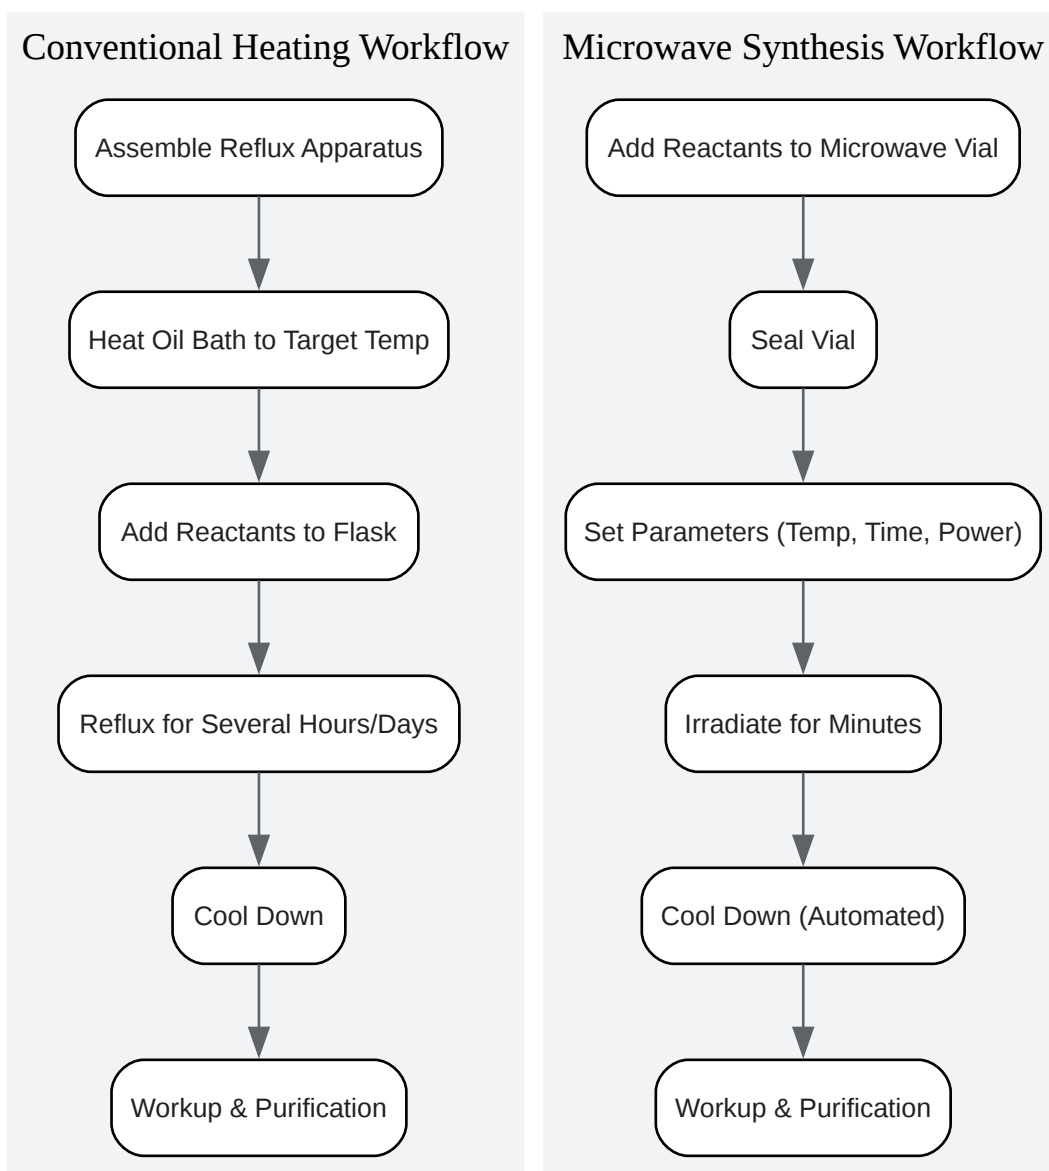 Conventional Heating Workflow
Assemble Reflux Apparatus
Heat Oil Bath to Target Temp
Add Reactants to Flask
Reflux for Several Hours/Days
Cool Down
Workup & Purification
Microwave Synthesis Workflow
Add Reactants to Microwave Vial
Seal Vial
Set Parameters (Temp, Time, Power)
Irradiate for Minutes
Cool Down (Automated)
Workup & Purification